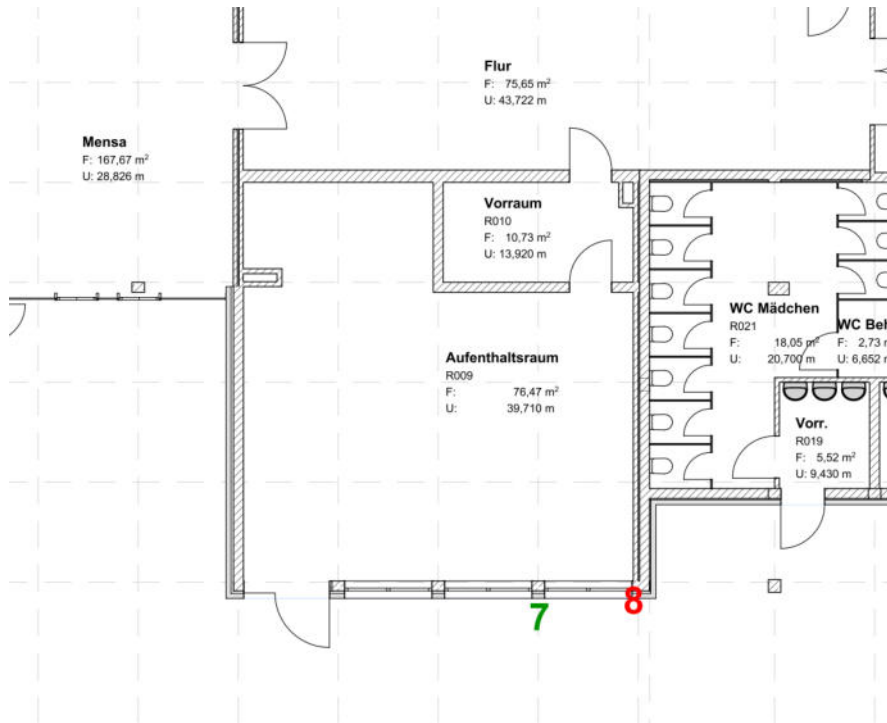 Flur
F: 75,65 m²
U: 43,722 m
Mensa
F: 167,67 m²
U: 28,826 m
Vorraum
R010
F: 10,73 m²
U: 13,920 m
WC Mädchen
R021
F: 18,05 m²
U: 20,700 m
WC Beh
F: 2,73 m
U: 6,652 m
Aufenthaltsraum
R009
F: 76,47 m²
U: 39,710 m
Vorr.
R019
F: 5,52 m²
U: 9,430 m
7
8